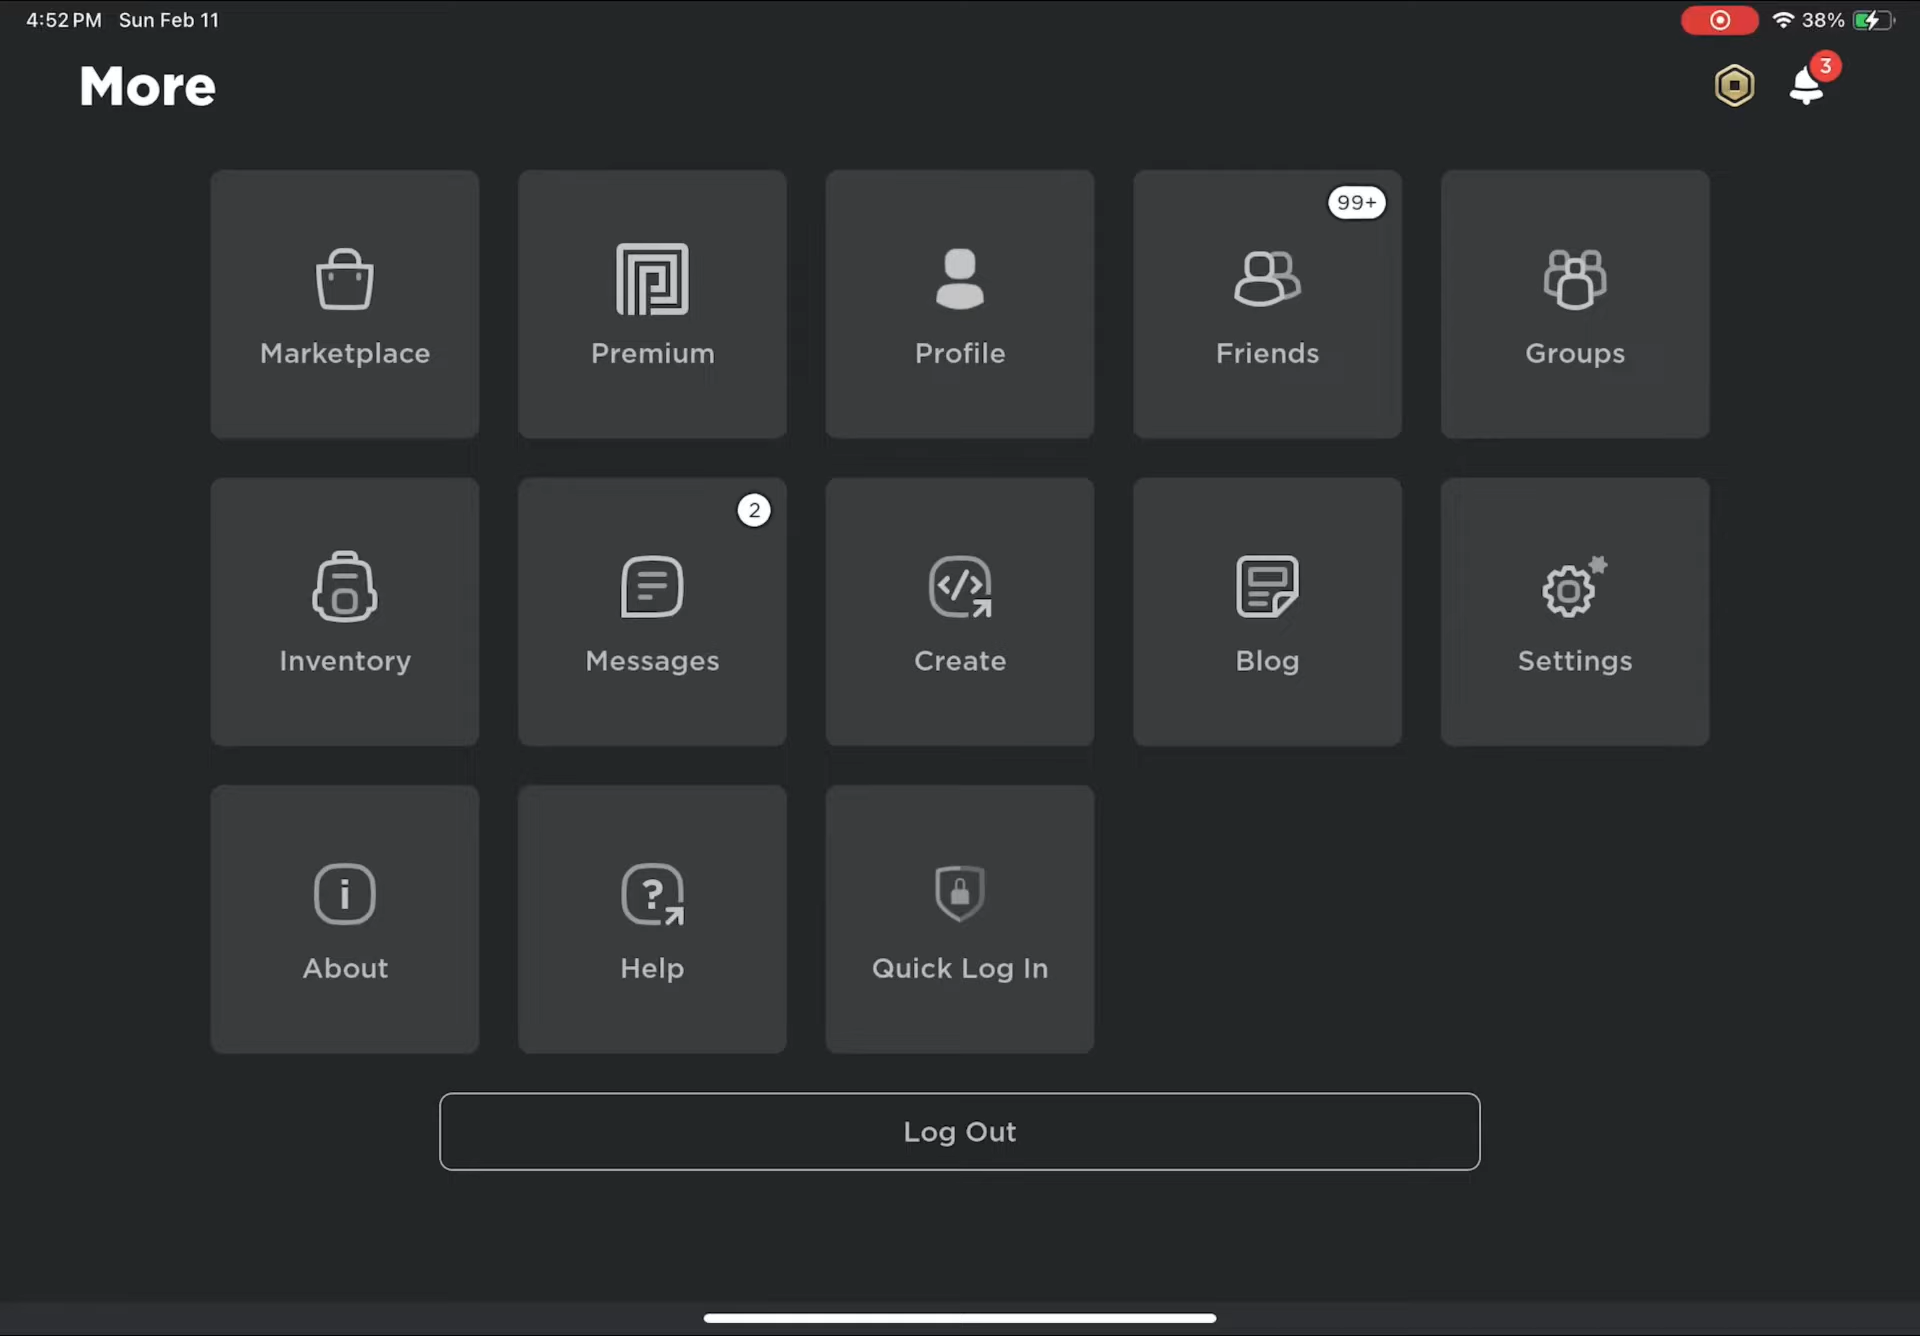 4:52 PM Sun Feb 11
38%
More
3
Marketplace
Premium
Profile
99+
Friends
Groups
Inventory
2
Messages
Create
Blog
Settings
About
Help
Quick Log In
Log Out